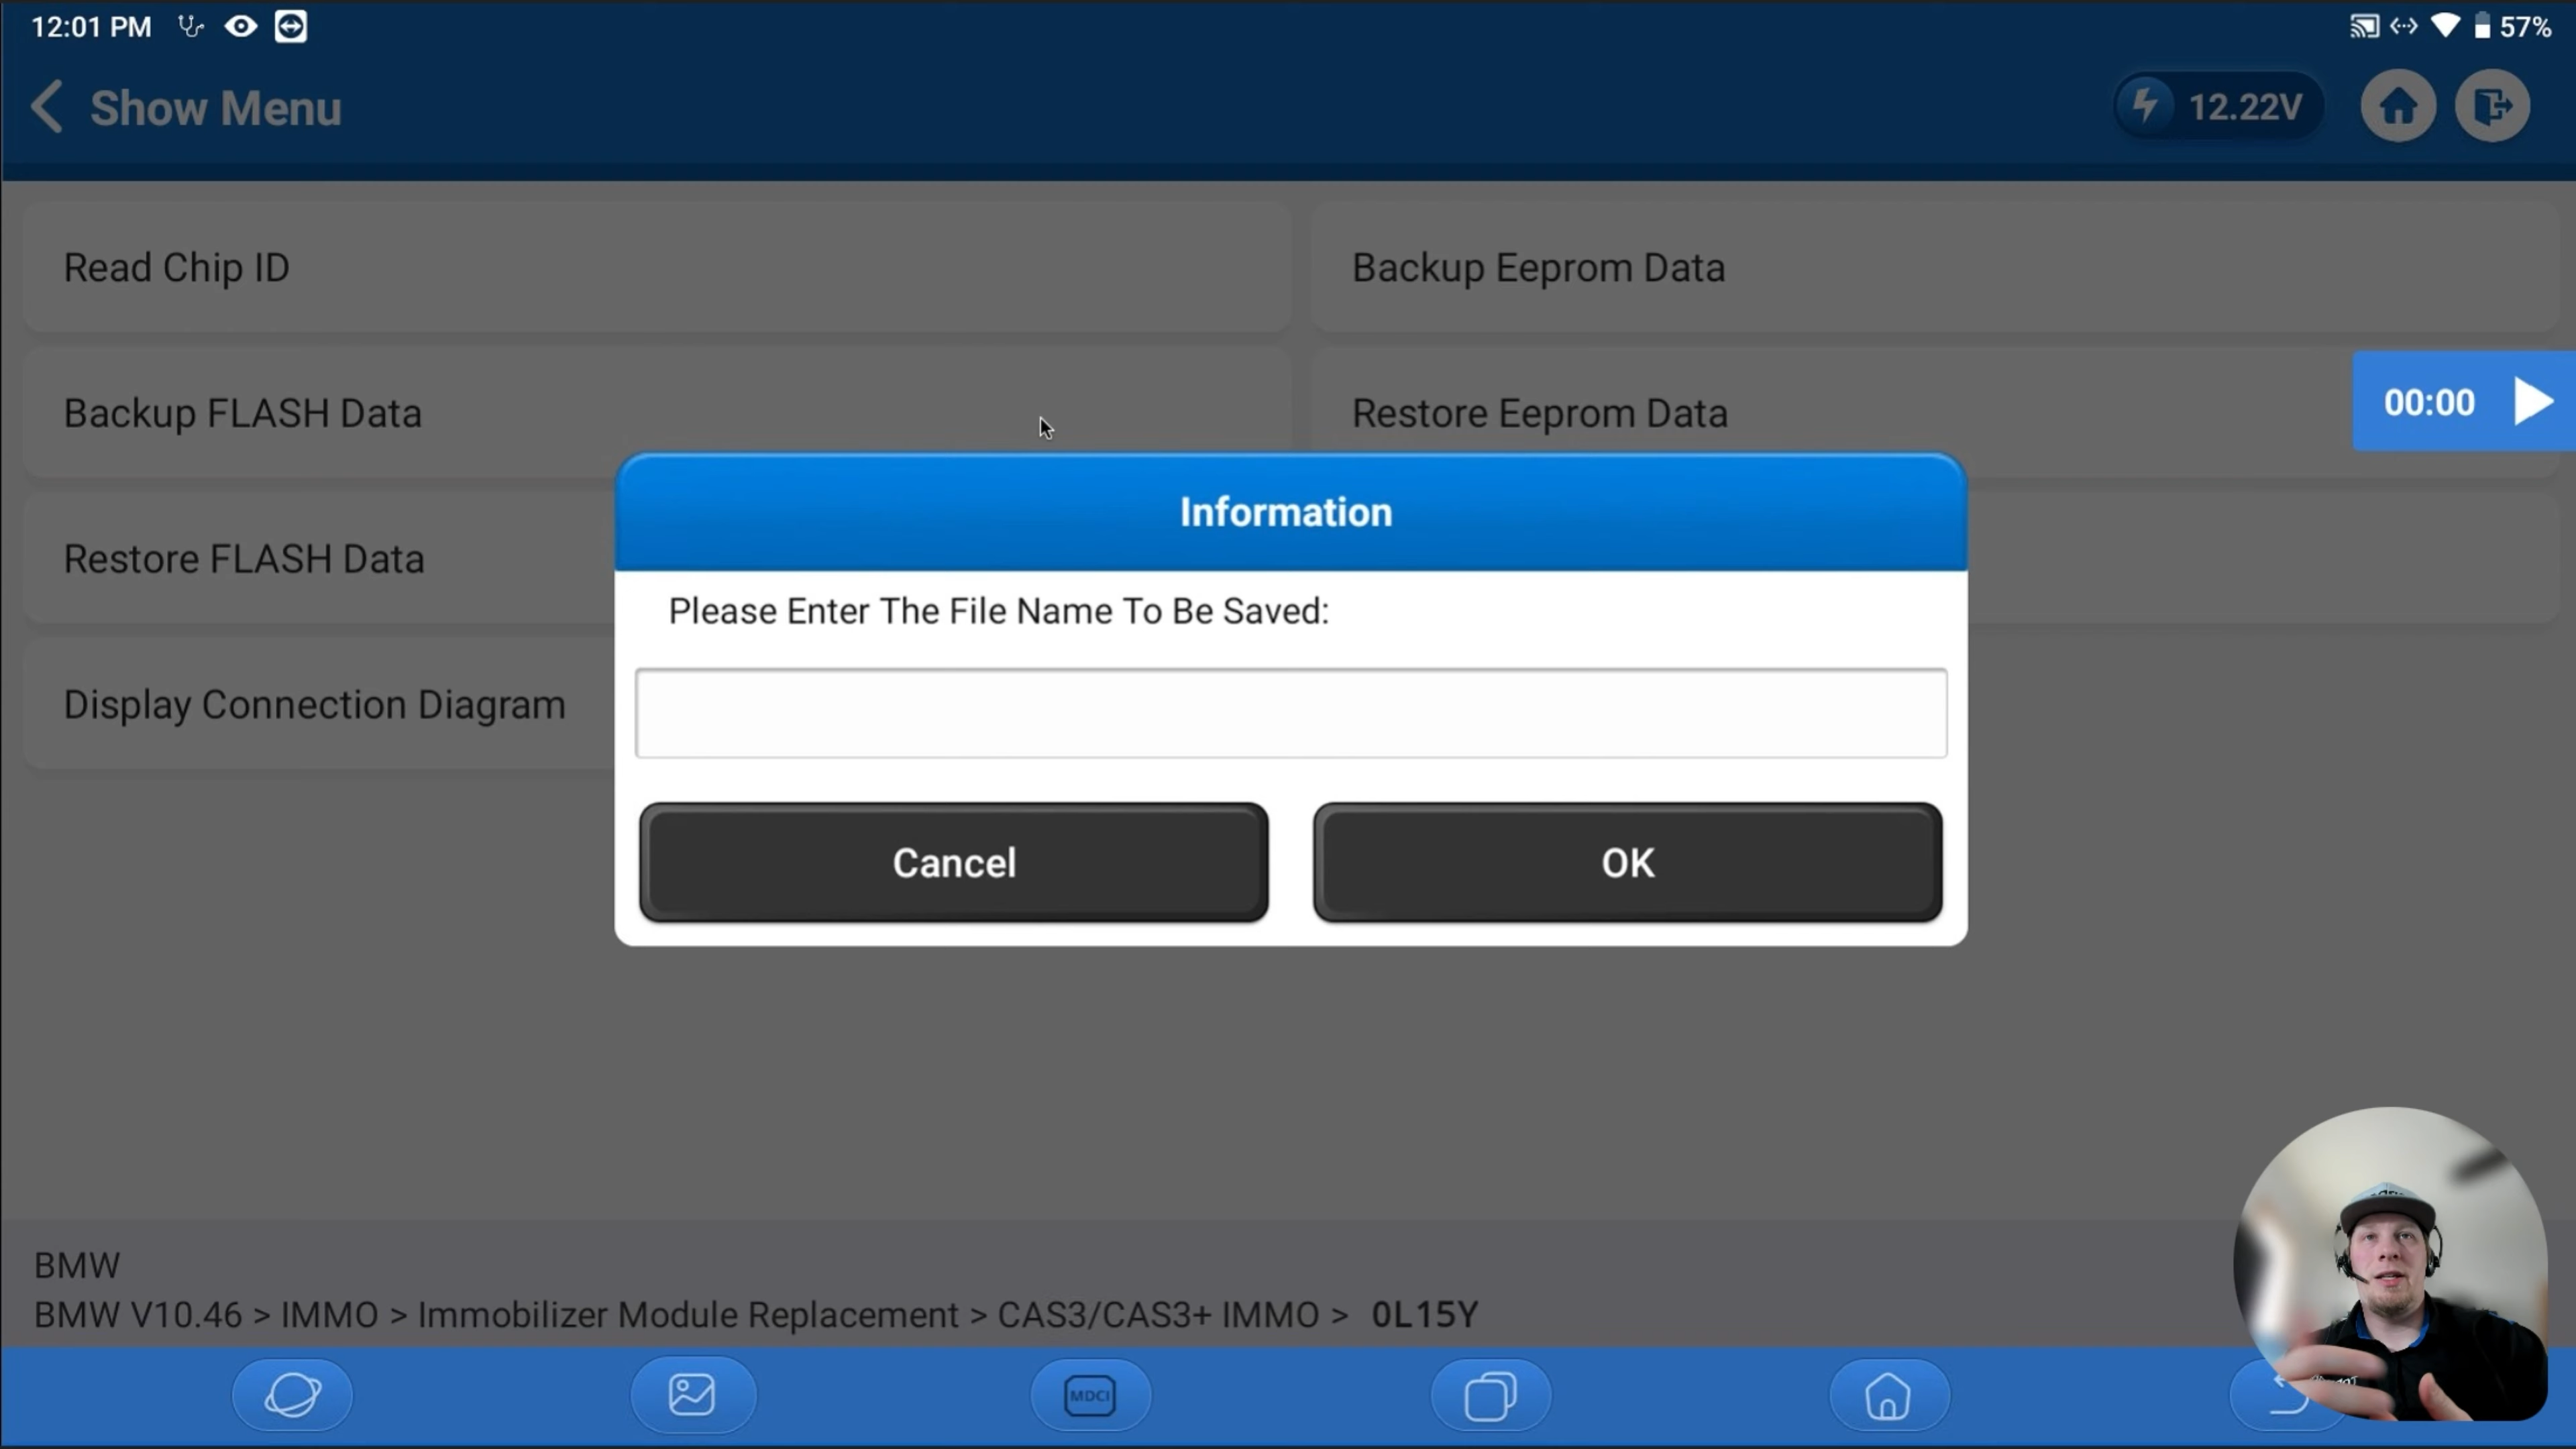 12:01 PM
57%
Show Menu
12.22V
Read Chip ID
Backup Eeprom Data
Backup FLASH Data
Restore Eeprom Data
00:00
Restore FLASH Data
Display Connection Diagram
Information
Please Enter The File Name To Be Saved:
Cancel
OK
BMW
BMW V10.46 > IMMO > Immobilizer Module Replacement > CAS3/CAS3+ IMMO > 0L15Y
MDCI